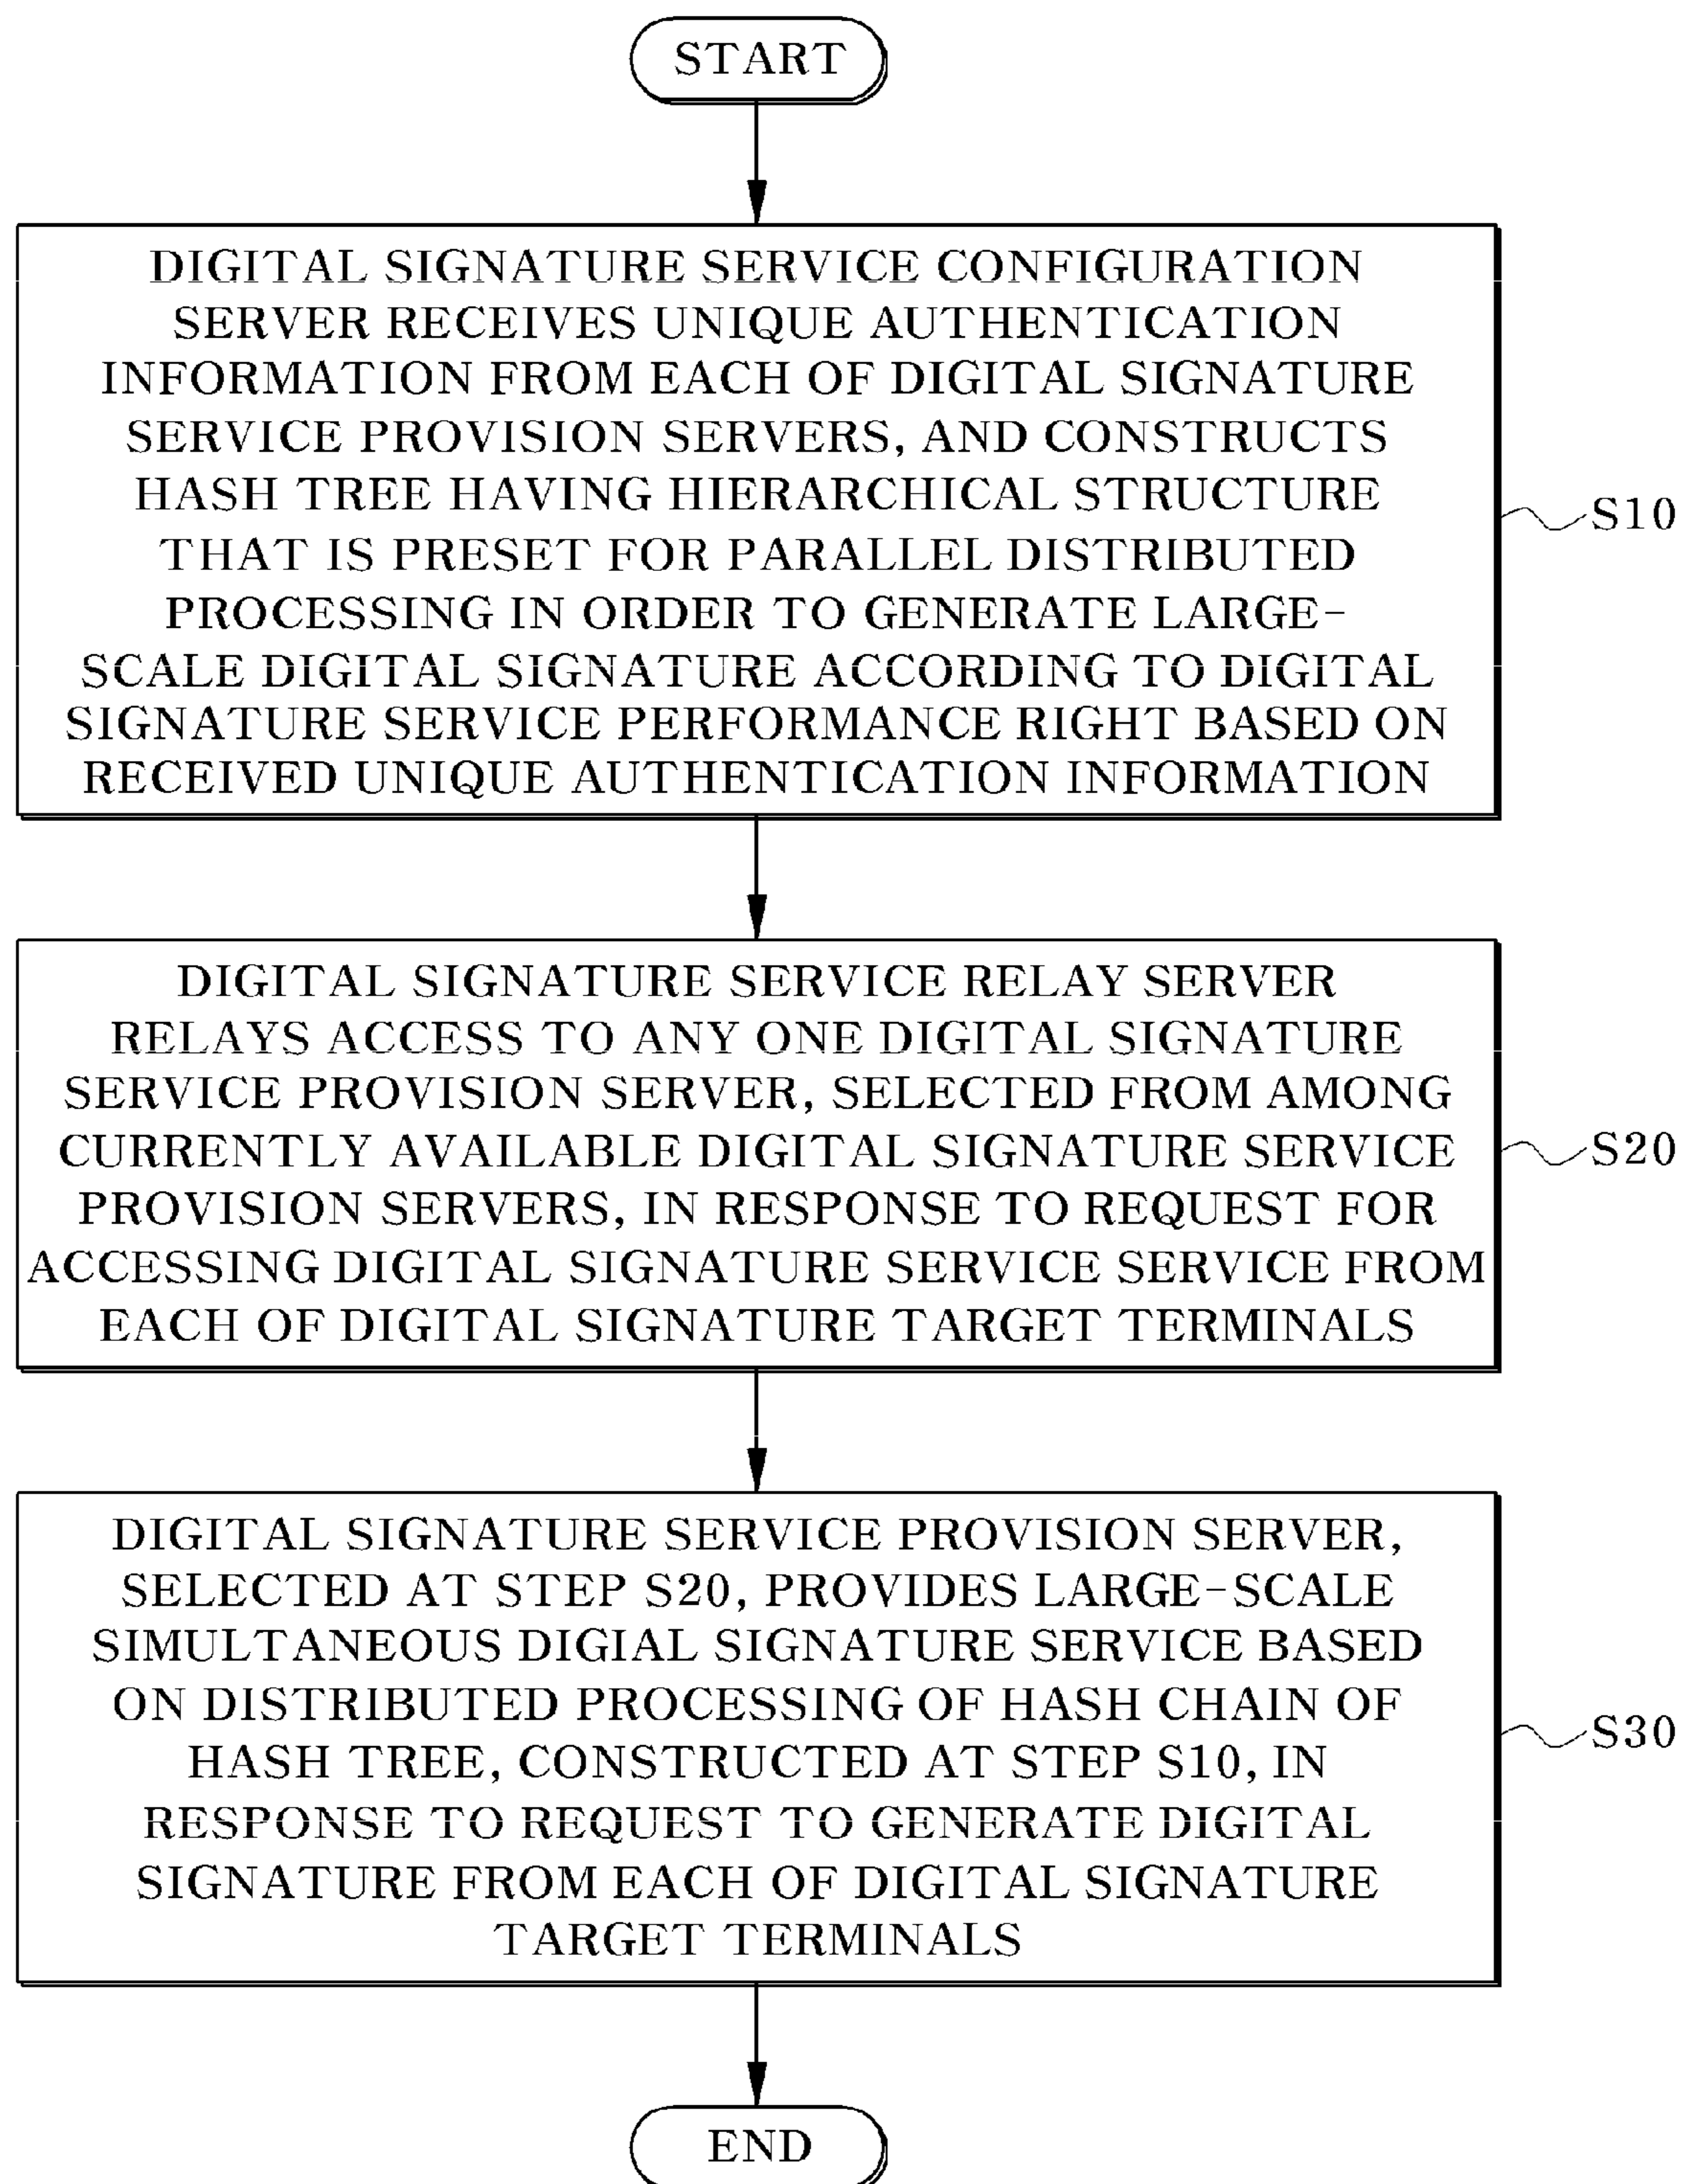 START
DIGITAL SIGNATURE SERVICE CONFIGURATION
SERVER RECEIVES UNIQUE AUTHENTICATION
INFORMATION FROM EACH OF DIGITAL SIGNATURE
SERVICE PROVISION SERVERS, AND CONSTRUCTS
HASH TREE HAVING HIERARCHICAL STRUCTURE
THAT IS PRESET FOR PARALLEL DISTRIBUTED
PROCESSING IN ORDER TO GENERATE LARGE-
SCALE DIGITAL SIGNATURE ACCORDING TO DIGITAL
SIGNATURE SERVICE PERFORMANCE RIGHT BASED ON
RECEIVED UNIQUE AUTHENTICATION INFORMATION
S10
DIGITAL SIGNATURE SERVICE RELAY SERVER
RELAYS ACCESS TO ANY ONE DIGITAL SIGNATURE
SERVICE PROVISION SERVER, SELECTED FROM AMONG
CURRENTLY AVAILABLE DIGITAL SIGNATURE SERVICE
PROVISION SERVERS, IN RESPONSE TO REQUEST FOR
ACCESSING DIGITAL SIGNATURE SERVICE SERVICE FROM
EACH OF DIGITAL SIGNATURE TARGET TERMINALS
S20
DIGITAL SIGNATURE SERVICE PROVISION SERVER,
SELECTED AT STEP S20, PROVIDES LARGE-SCALE
SIMULTANEOUS DIGIAL SIGNATURE SERVICE BASED
ON DISTRIBUTED PROCESSING OF HASH CHAIN OF
HASH TREE, CONSTRUCTED AT STEP S10, IN
RESPONSE TO REQUEST TO GENERATE DIGITAL
SIGNATURE FROM EACH OF DIGITAL SIGNATURE
TARGET TERMINALS
S30
END